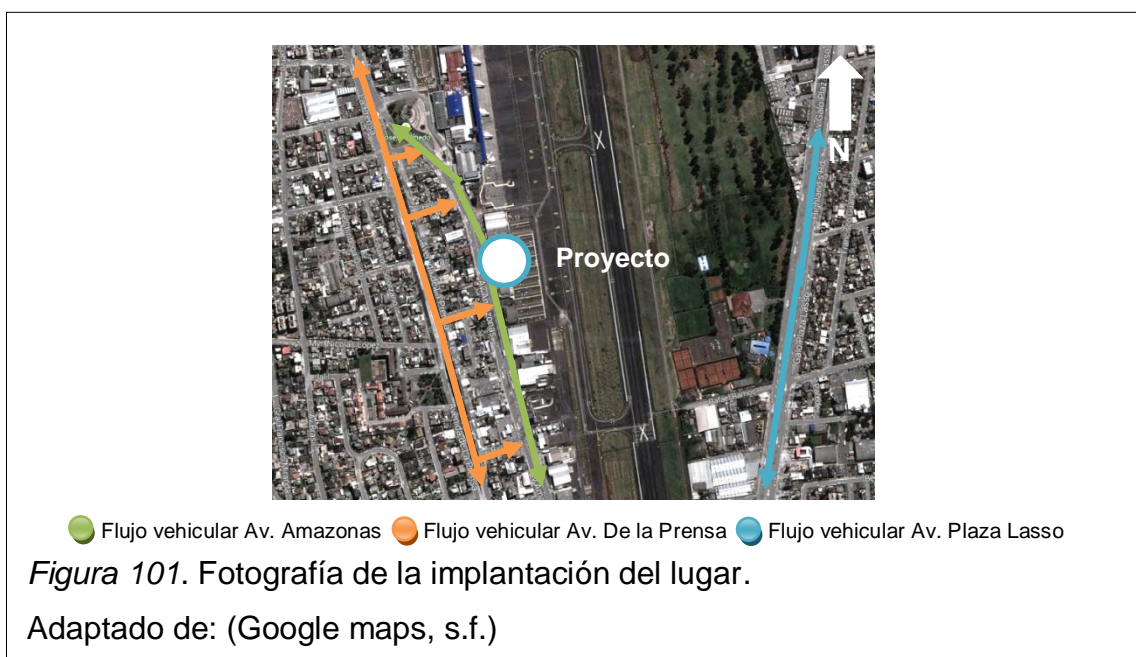 N
Proyecto
Flujo vehicular Av. Amazonas Flujo vehicular Av. De la Prensa Flujo vehicular Av. Plaza Lasso
Figura 101. Fotografía de la implantación del lugar.
Adaptado de: (Google maps, s.f.)